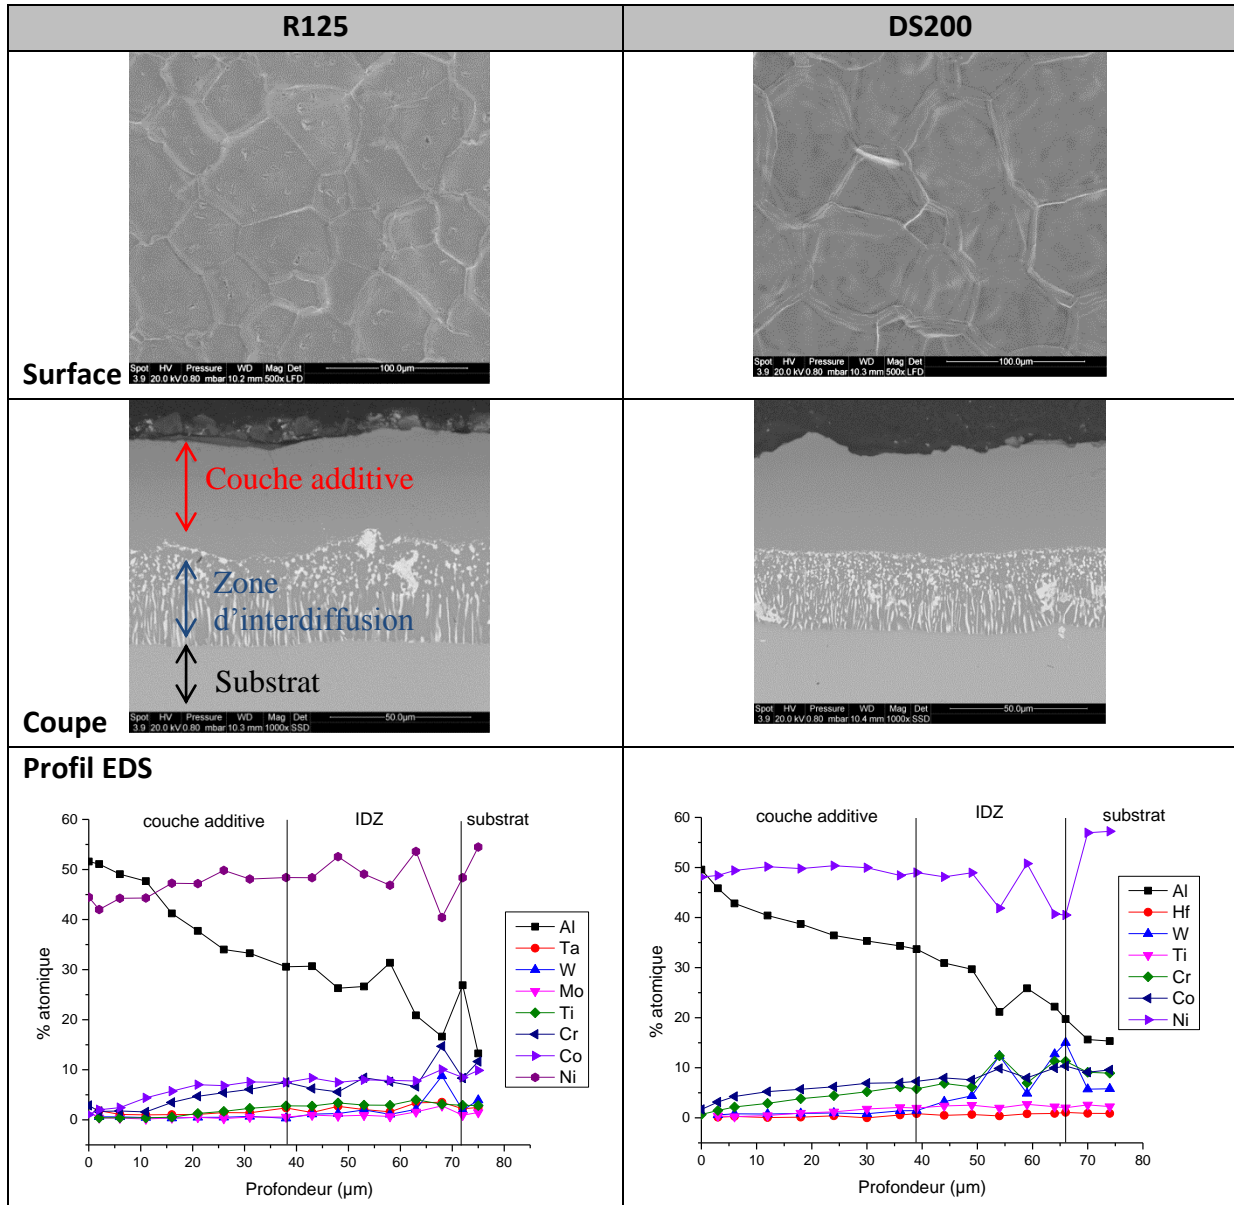 R125
DS200
Surface
Spot HV Pressure WD Mag Det 100.0µm
3.9 20.0 kV 0.80 mbar 10.2 mm 500x LFD
Spot HV Pressure WD Mag Det 100.0µm
3.9 20.0 kV 0.80 mbar 10.3 mm 500x LFD
Couche additive
Zone
d'interdiffusion
Substrat
Coupe
Spot HV Pressure WD Mag Det 50.0µm
3.9 20.0 kV 0.80 mbar 10.3 mm 1000x SSD
Spot HV Pressure WD Mag Det 50.0µm
3.9 20.0 kV 0.80 mbar 10.4 mm 1000x SSD
Profil EDS
couche additive IDZ substrat
60
50
40
30
20
10
0
% atomique
0 10 20 30 40 50 60 70 80
Profondeur (µm)
Al
Ta
W
Mo
Ti
Cr
Co
Ni
couche additive IDZ substrat
60
50
40
30
20
10
0
% atomique
0 10 20 30 40 50 60 70 80
Profondeur (µm)
Al
Hf
W
Ti
Cr
Co
Ni